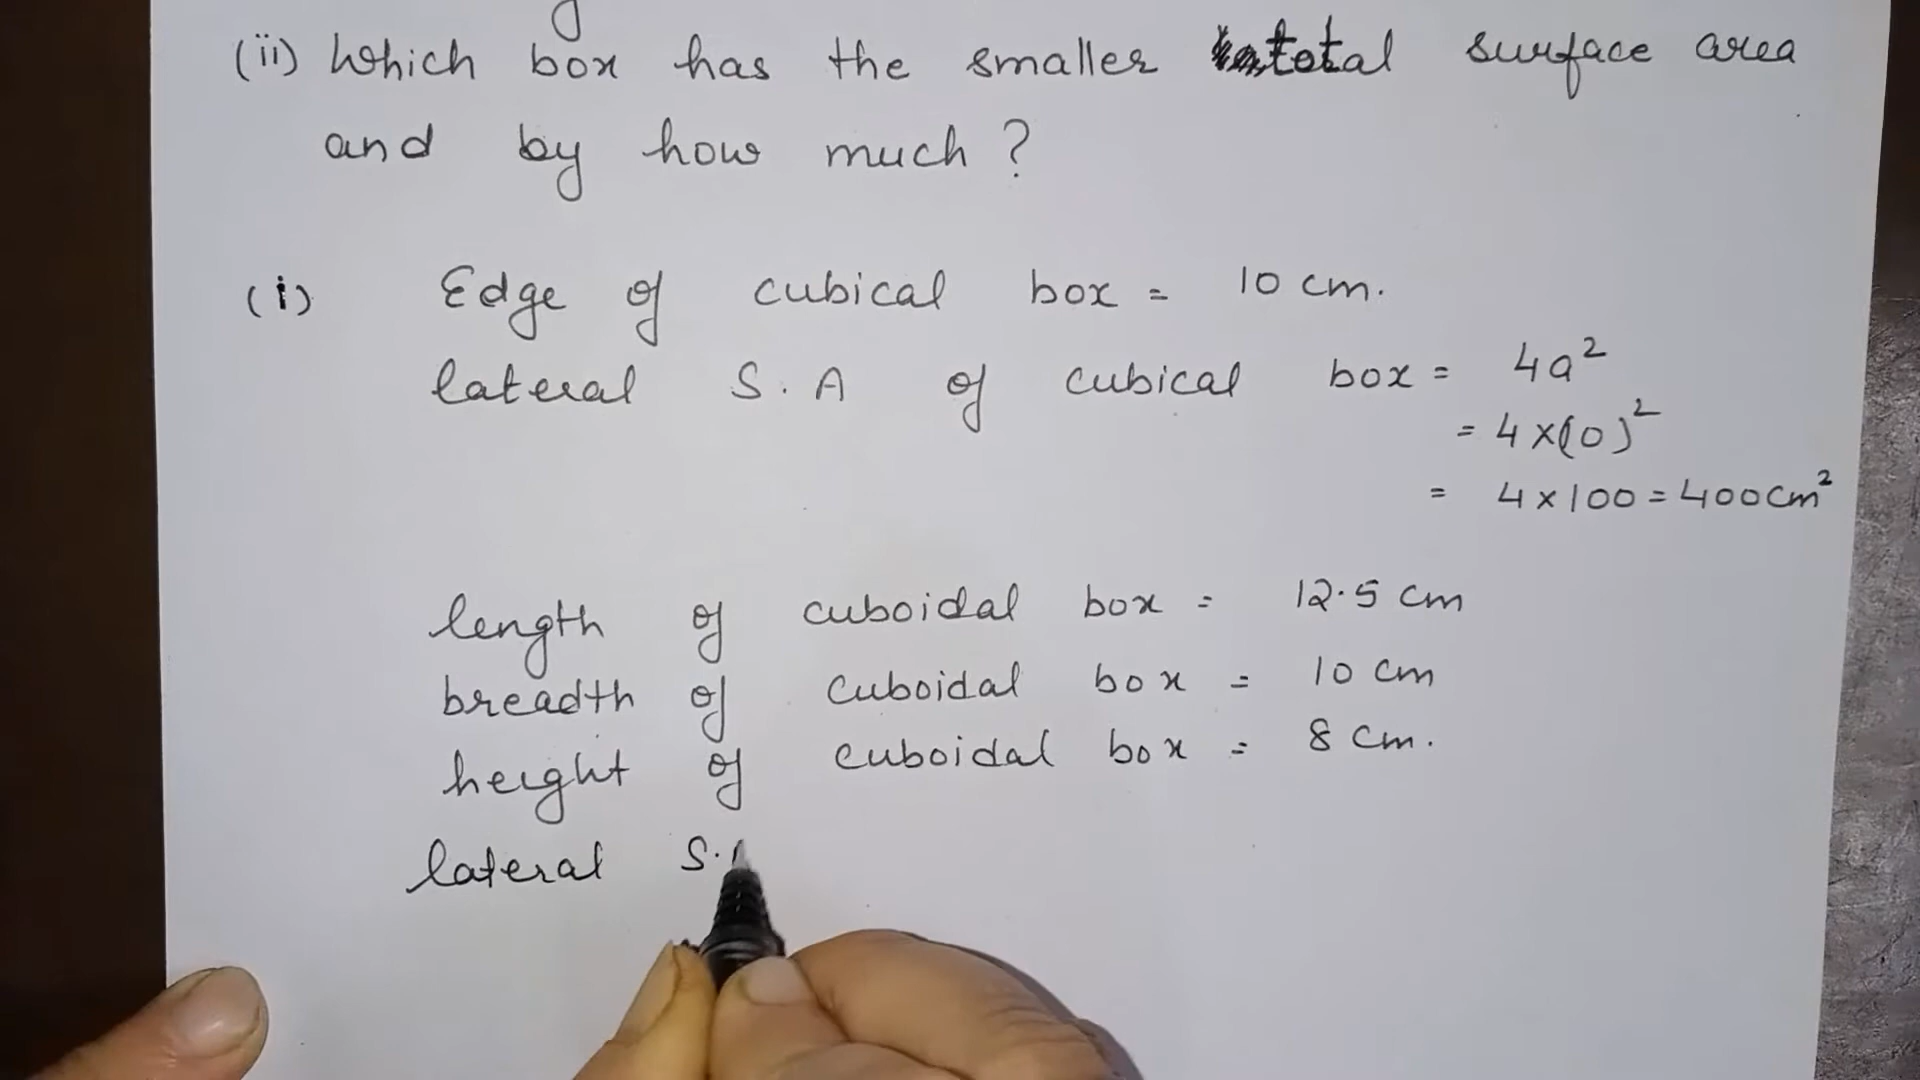 (ii) Which box has the smaller total surface area
and by how much ?
(i) Edge of cubical box = 10 cm.
lateral S.A of cubical box = 4a²
= 4 × (10)²
= 4 × 100 = 400 cm²
length of cuboidal box = 12.5 cm
breadth of cuboidal box = 10 cm
height of cuboidal box = 8 cm.
lateral S.